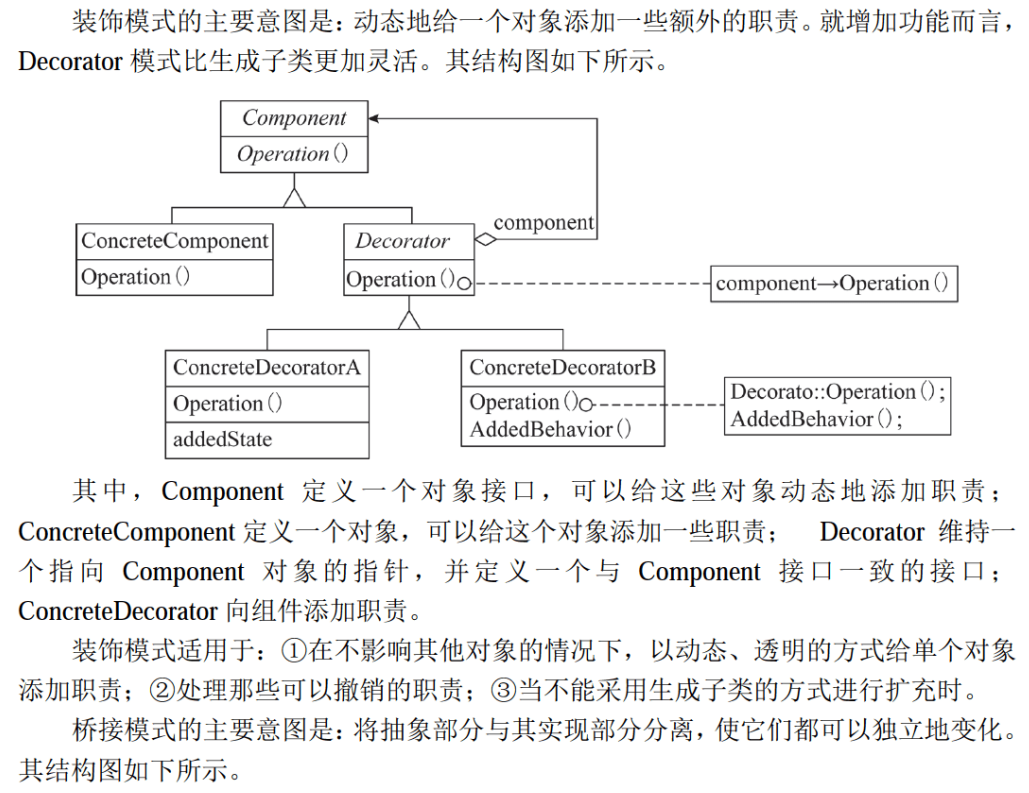 装饰模式的主要意图是：动态地给一个对象添加一些额外的职责。就增加功能而言，
Decorator 模式比生成子类更加灵活。其结构图如下所示。
Component
Operation()
component
ConcreteComponent
Operation()
Decorator
Operation()
component→Operation()
ConcreteDecoratorA
Operation()
addedState
ConcreteDecoratorB
Operation()
AddedBehavior()
Decorato::Operation();
AddedBehavior();
其中，Component 定义一个对象接口，可以给这些对象动态地添加职责；
ConcreteComponent 定义一个对象，可以给这个对象添加一些职责； Decorator 维持一
个指向 Component 对象的指针，并定义一个与 Component 接口一致的接口；
ConcreteDecorator 向组件添加职责。
装饰模式适用于：①在不影响其他对象的情况下，以动态、透明的方式给单个对象
添加职责；②处理那些可以撤销的职责；③当不能采用生成子类的方式进行扩充时。
桥接模式的主要意图是：将抽象部分与其实现部分分离，使它们都可以独立地变化。
其结构图如下所示。